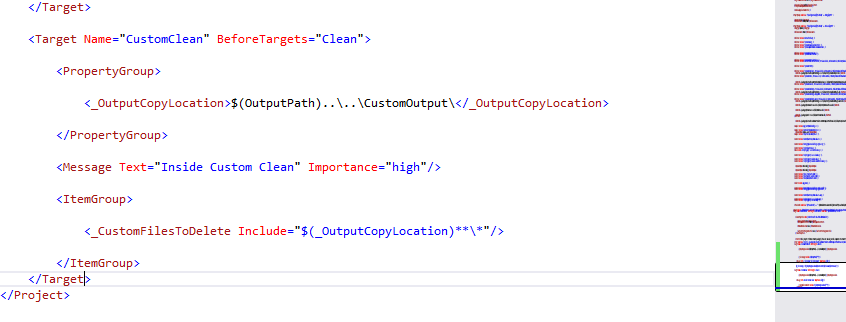 </Target>
<Target Name="CustomClean" BeforeTargets="Clean">
<PropertyGroup>
<_OutputCopyLocation>$(OutputPath)..\..\CustomOutput\</_OutputCopyLocation>
</PropertyGroup>
<Message Text="Inside Custom Clean" Importance="high"/>
<ItemGroup>
<_CustomFilesToDelete Include="$(_OutputCopyLocation)**\*"/>
</ItemGroup>
</Target>
</Project>